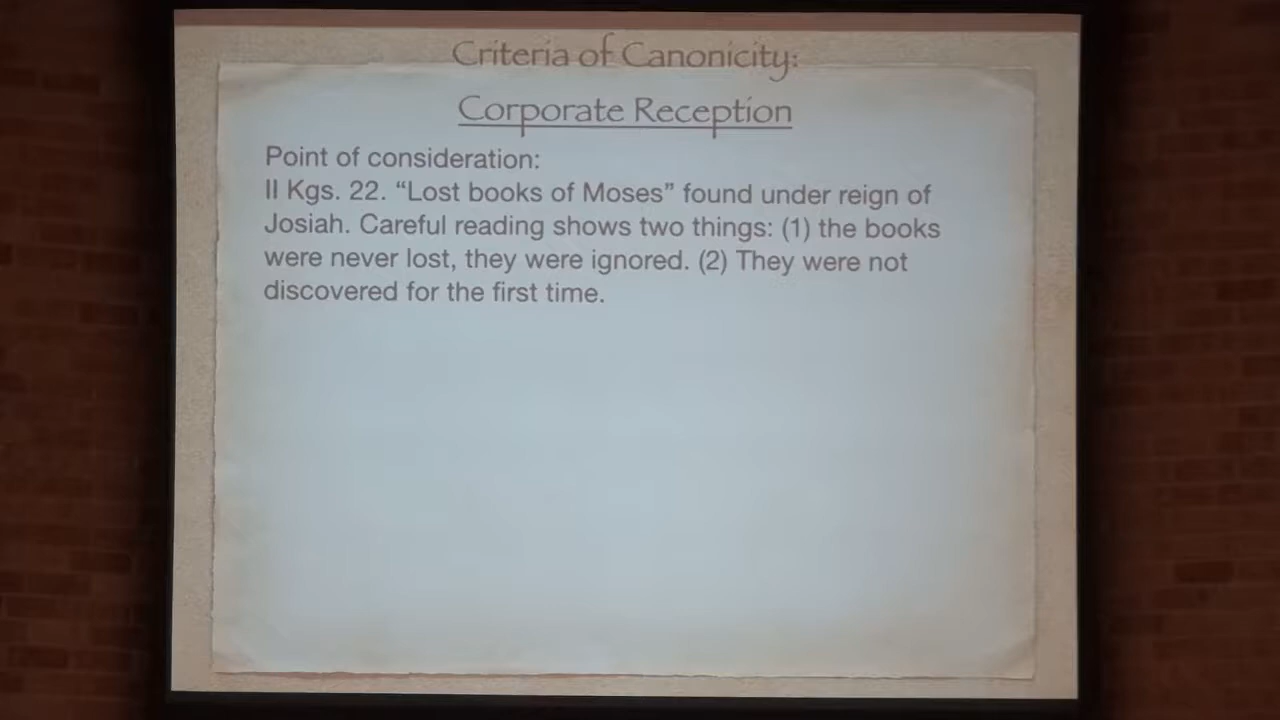 Criteria of Canonicity:
Corporate Reception
Point of consideration:
II Kgs. 22. “Lost books of Moses” found under reign of
Josiah. Careful reading shows two things: (1) the books
were never lost, they were ignored. (2) They were not
discovered for the first time.